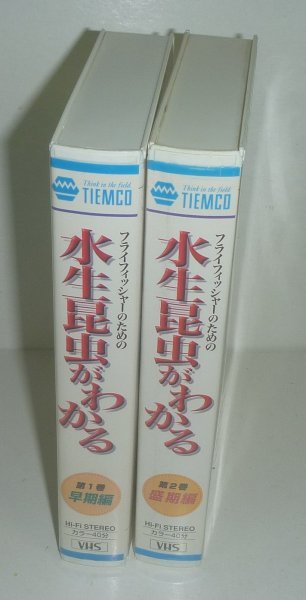 Think in the field
TIEMCO
フライフィッシャーのための
水生昆虫がわかる
第1巻
早期編
Hi-Fi STEREO
カラー40分
VHS
Think in the field
TIEMCO
フライフィッシャーのための
水生昆虫がわかる
第2巻
盛期編
Hi-Fi STEREO
カラー40分
VHS